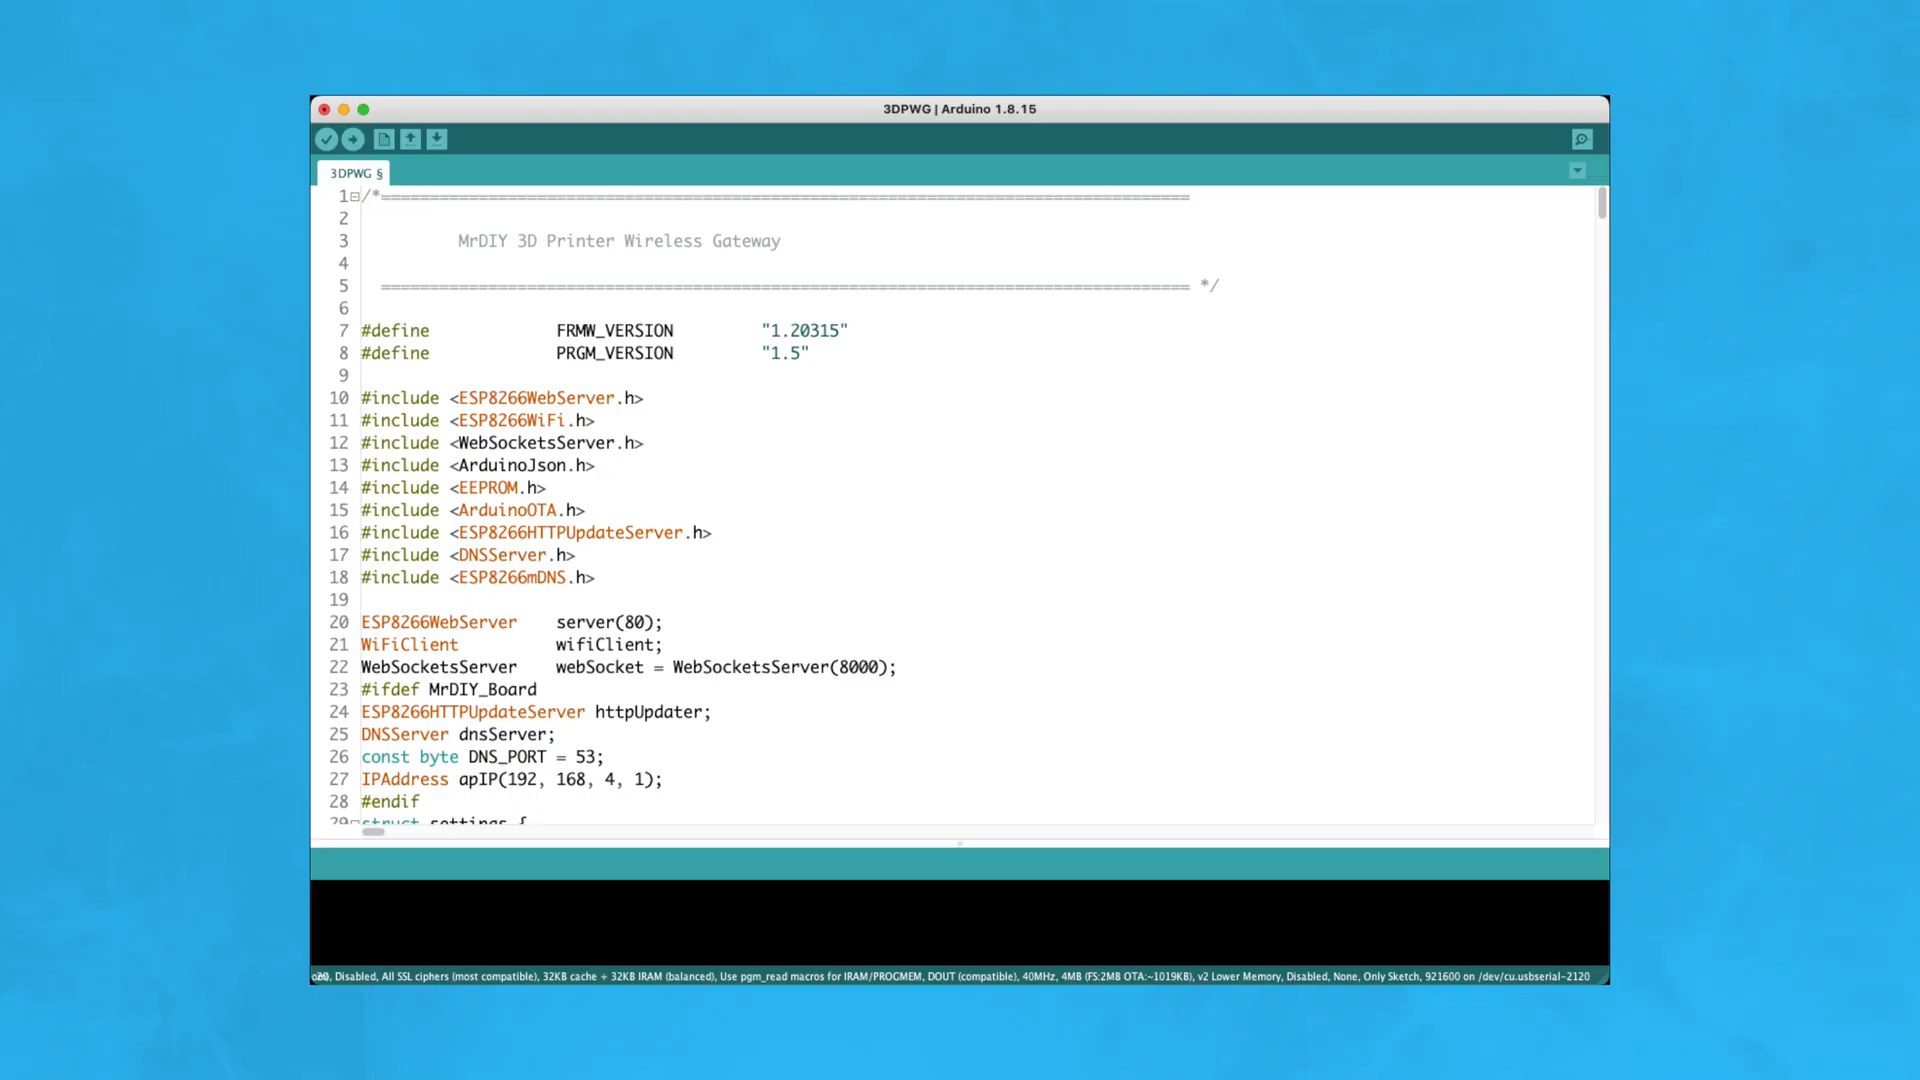 3DPWG | Arduino 1.8.15
3DPWG §
1 /*===================================================================================
2
3 MrDIY 3D Printer Wireless Gateway
4
5 =================================================================================== */
6
7 #define FRMW_VERSION "1.20315"
8 #define PRGM_VERSION "1.5"
9
10 #include <ESP8266WebServer.h>
11 #include <ESP8266WiFi.h>
12 #include <WebSocketsServer.h>
13 #include <ArduinoJson.h>
14 #include <EEPROM.h>
15 #include <ArduinoOTA.h>
16 #include <ESP8266HTTPUpdateServer.h>
17 #include <DNSServer.h>
18 #include <ESP8266mDNS.h>
19
20 ESP8266WebServer server(80);
21 WiFiClient wifiClient;
22 WebSocketsServer webSocket = WebSocketsServer(8000);
23 #ifdef MrDIY_Board
24 ESP8266HTTPUpdateServer httpUpdater;
25 DNSServer dnsServer;
26 const byte DNS_PORT = 53;
27 IPAddress apIP(192, 168, 4, 1);
28 #endif
29 struct settings {
Disabled, All SSL ciphers (most compatible), 32KB cache + 32KB IRAM (balanced), Use pgm_read macros for IRAM/PROGMEM, DOUT (compatible), 40MHz, 4MB (FS:2MB OTA:~1019KB), v2 Lower Memory, Disabled, None, Only Sketch, 921600 on /dev/cu.usbserial-2120